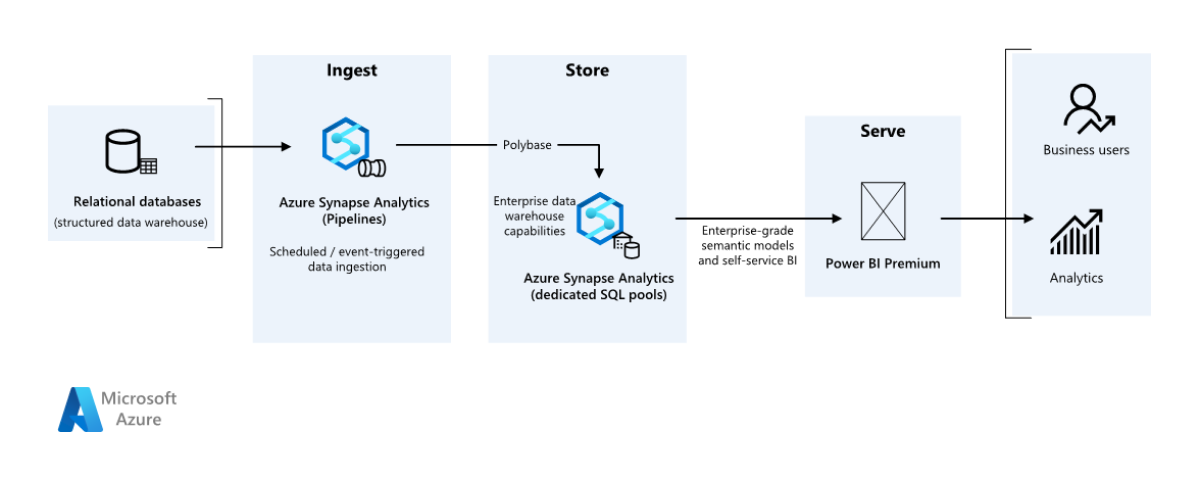 Relational databases
(structured data warehouse)
Ingest
Azure Synapse Analytics
(Pipelines)
Scheduled / event-triggered
data ingestion
Store
Polybase
Enterprise data
warehouse
capabilities
Azure Synapse Analytics
(dedicated SQL pools)
Enterprise-grade
semantic models
and self-service BI
Serve
Power BI Premium
Business users
Analytics
Microsoft
Azure